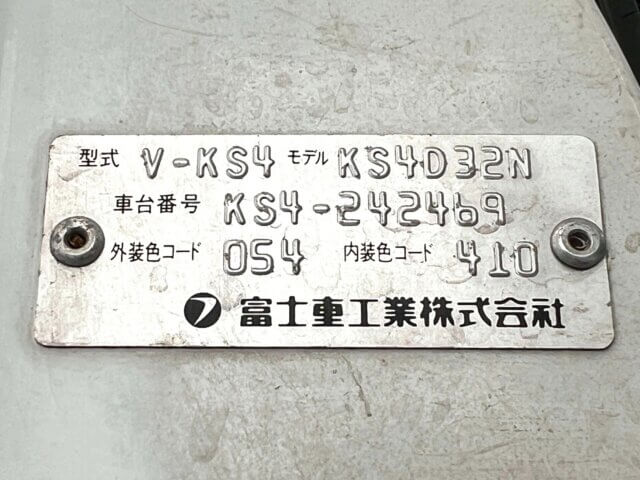 型式 V-KS4 モデル KS4D32N
車台番号 KS4-242469
外装色コード 054 内装色コード 410
フ 富士重工業株式会社